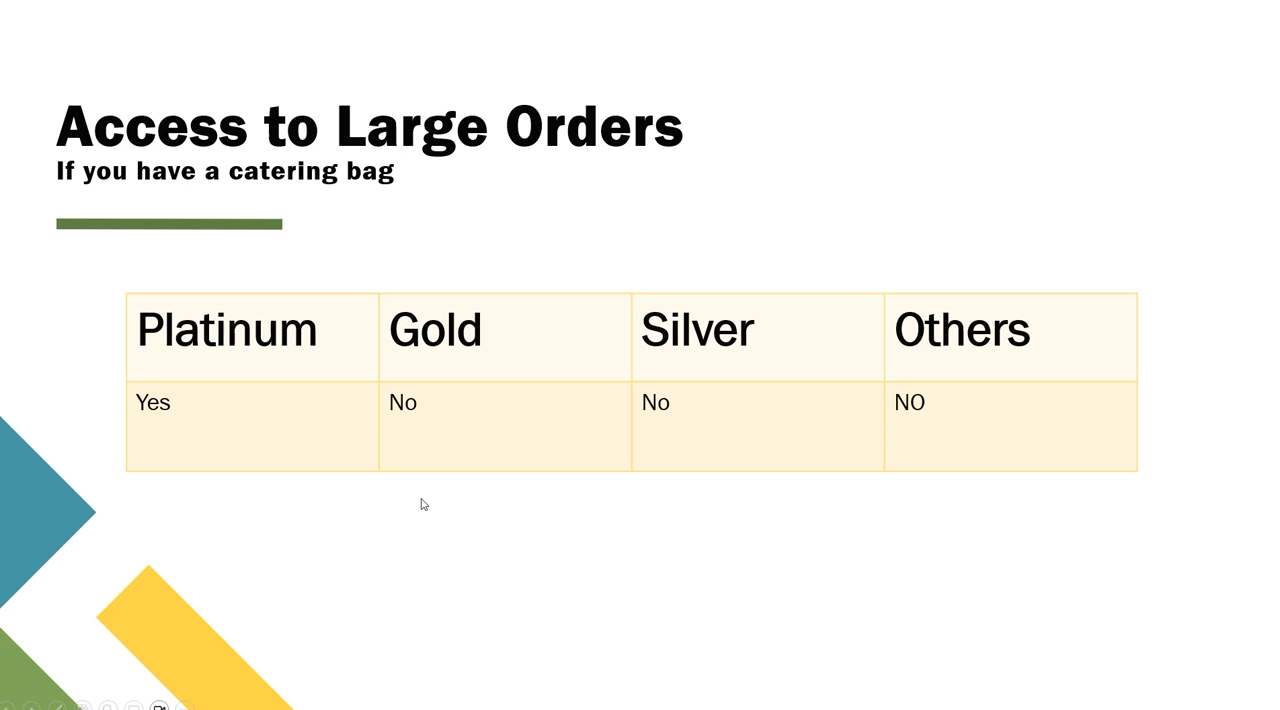 Access to Large Orders
If you have a catering bag
Platinum Gold Silver Others
Yes No No NO